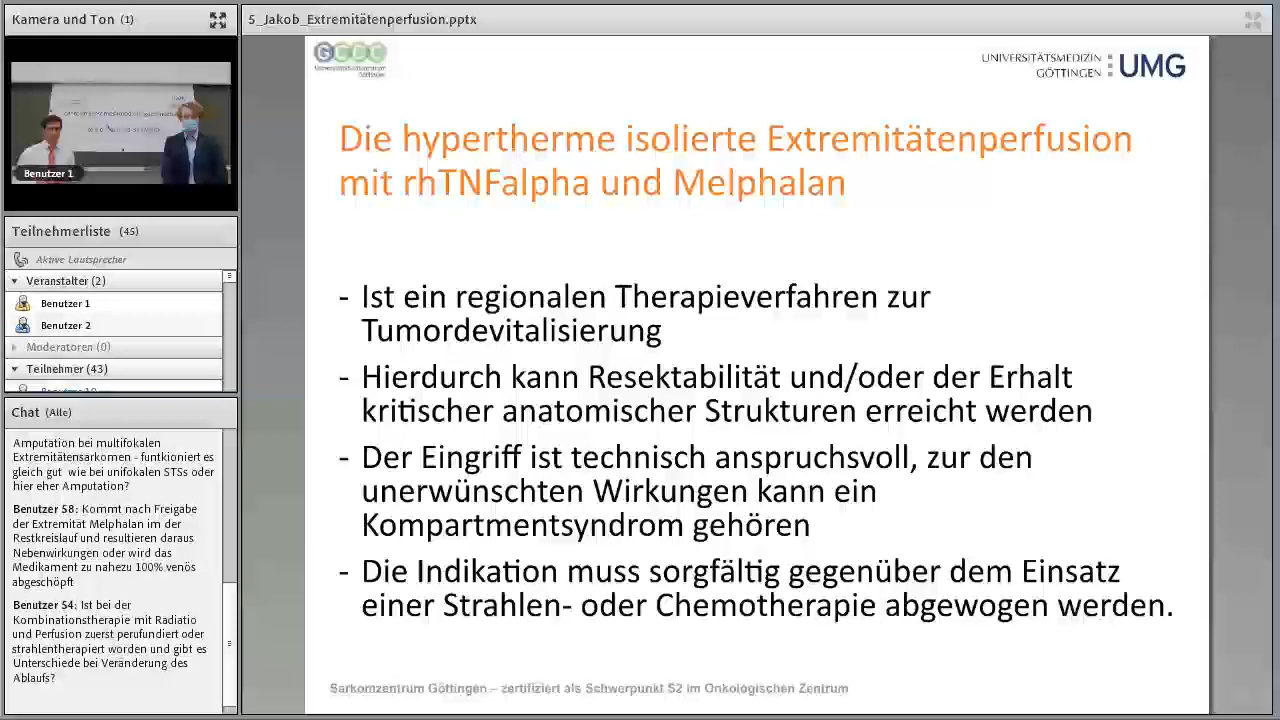 Kamera und Ton (1)
5_Jakob_Extremitätenperfusion.pptx
Benutzer 1
Teilnehmerliste (45)
Aktive Lautsprecher
Veranstalter (2)
Benutzer 1
Benutzer 2
Moderatoren (0)
Teilnehmer (43)
Chat (Alle)
Amputation bei multifokalen
Extremitätensarkomen - funtkioniert es
gleich gut wie bei unifokalen STSs oder
hier eher Amputation?
Benutzer 58: Kommt nach Freigabe
der Extremität Melphalan im der
Restkreislauf und resultieren daraus
Nebenwirkungen oder wird das
Medikament zu nahezu 100% venös
abgeschöpft
Benutzer 54: Ist bei der
Kombinationstherapie mit Radiatio
und Perfusion zuerst perufundiert oder
strahlentherapiert worden und gibt es
Unterschiede bei Veränderung des
Ablaufs?
UNIVERSITÄTSMEDIZIN
GÖTTINGEN
UMG
Die hypertherme isolierte Extremitätenperfusion
mit rhTNFalpha und Melphalan
- Ist ein regionalen Therapieverfahren zur
Tumordevitalisierung
- Hierdurch kann Resektabilität und/oder der Erhalt
kritischer anatomischer Strukturen erreicht werden
- Der Eingriff ist technisch anspruchsvoll, zur den
unerwünschten Wirkungen kann ein
Kompartmentsyndrom gehören
- Die Indikation muss sorgfältig gegenüber dem Einsatz
einer Strahlen- oder Chemotherapie abgewogen werden.
Sarkomzentrum Göttingen – zertifiziert als Schwerpunkt S2 im Onkologischen Zentrum